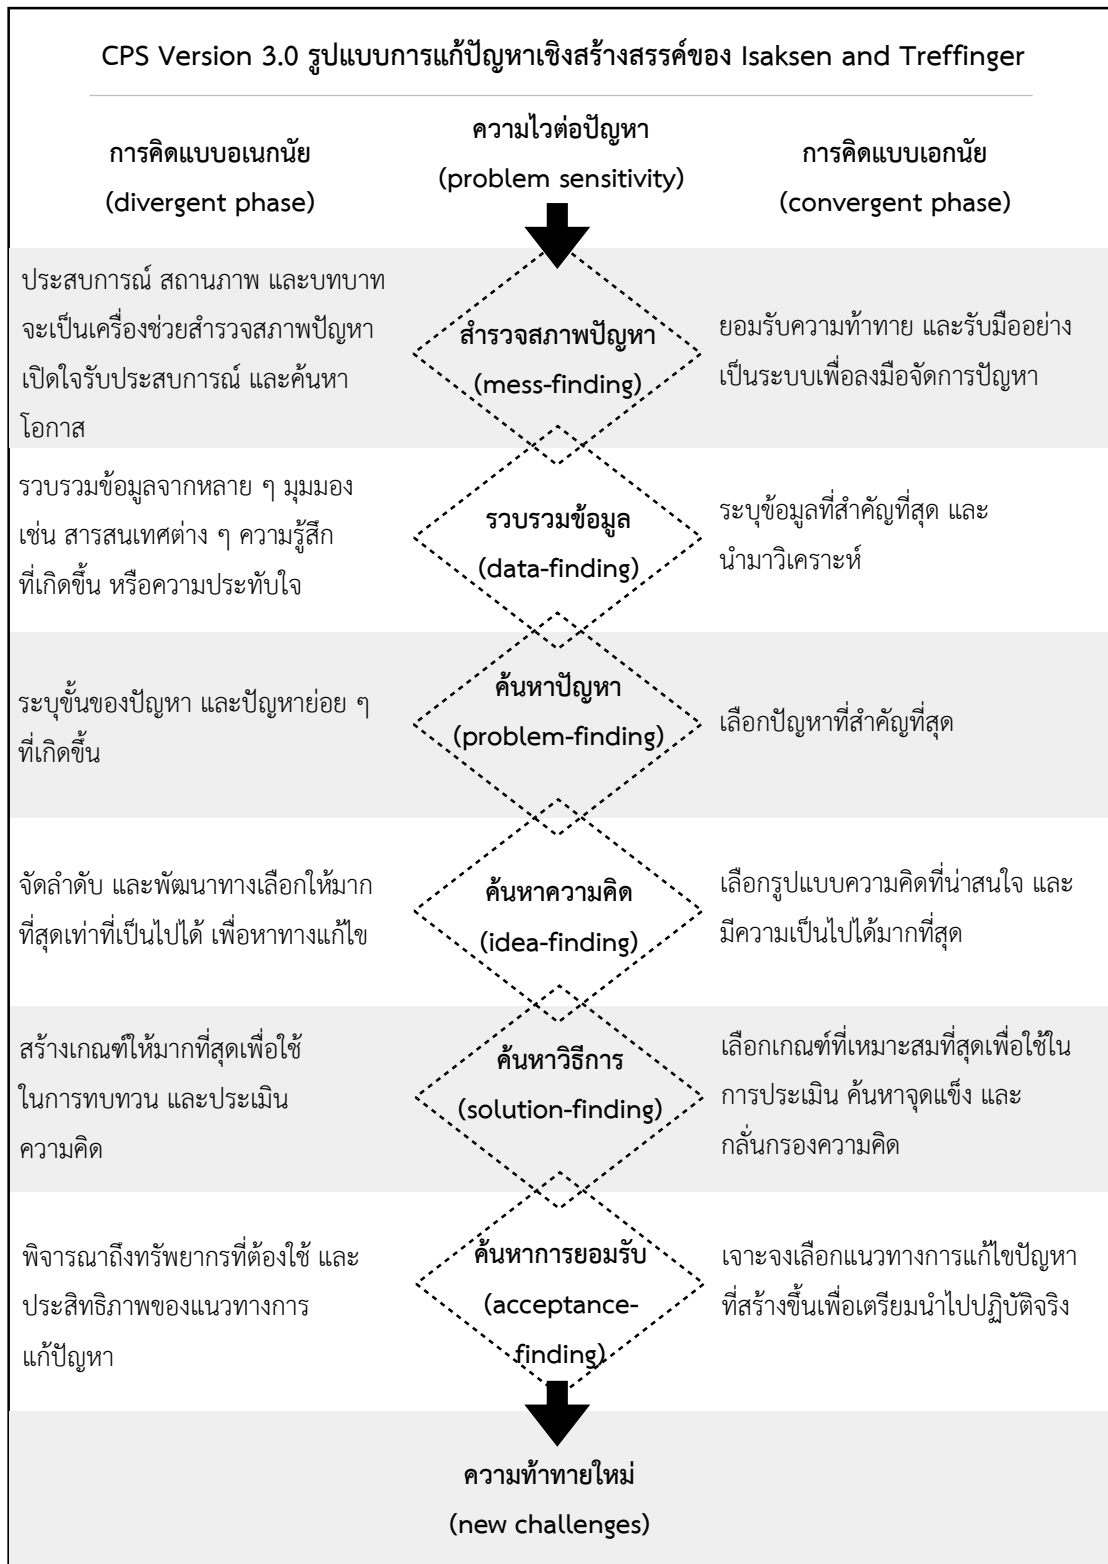 CPS Version 3.0 รูปแบบการแก้ปัญหาเชิงสร้างสรรค์ของ Isaksen and Treffinger
การคิดแบบอเนกนัย
(divergent phase)
ความไวต่อปัญหา
(problem sensitivity)
การคิดแบบเอกนัย
(convergent phase)
ประสบการณ์ สถานภาพ และบทบาท
จะเป็นเครื่องช่วยสำรวจสภาพปัญหา
เปิดใจรับประสบการณ์ และค้นหา
โอกาส
สำรวจสภาพปัญหา
(mess-finding)
ยอมรับความท้าทาย และรับมืออย่าง
เป็นระบบเพื่อลงมือจัดการปัญหา
รวบรวมข้อมูลจากหลาย ๆ มุมมอง
เช่น สารสนเทศต่าง ๆ ความรู้สึก
ที่เกิดขึ้น หรือความประทับใจ
รวบรวมข้อมูล
(data-finding)
ระบุข้อมูลที่สำคัญที่สุด และ
นำมาวิเคราะห์
ระบุขั้นของปัญหา และปัญหาย่อย ๆ
ที่เกิดขึ้น
ค้นหาปัญหา
(problem-finding)
เลือกปัญหาที่สำคัญที่สุด
จัดลำดับ และพัฒนาทางเลือกให้มาก
ที่สุดเท่าที่เป็นไปได้ เพื่อหาทางแก้ไข
ค้นหาความคิด
(idea-finding)
เลือกรูปแบบความคิดที่น่าสนใจ และ
มีความเป็นไปได้มากที่สุด
สร้างเกณฑ์ให้มากที่สุดเพื่อใช้
ในการทบทวน และประเมิน
ความคิด
ค้นหาวิธีการ
(solution-finding)
เลือกเกณฑ์ที่เหมาะสมที่สุดเพื่อใช้ใน
การประเมิน ค้นหาจุดแข็ง และ
กลั่นกรองความคิด
พิจารณาถึงทรัพยากรที่ต้องใช้ และ
ประสิทธิภาพของแนวทางการ
แก้ปัญหา
ค้นหาการยอมรับ
(acceptance-
finding)
เจาะจงเลือกแนวทางการแก้ไขปัญหา
ที่สร้างขึ้นเพื่อเตรียมนำไปปฏิบัติจริง
ความท้าทายใหม่
(new challenges)